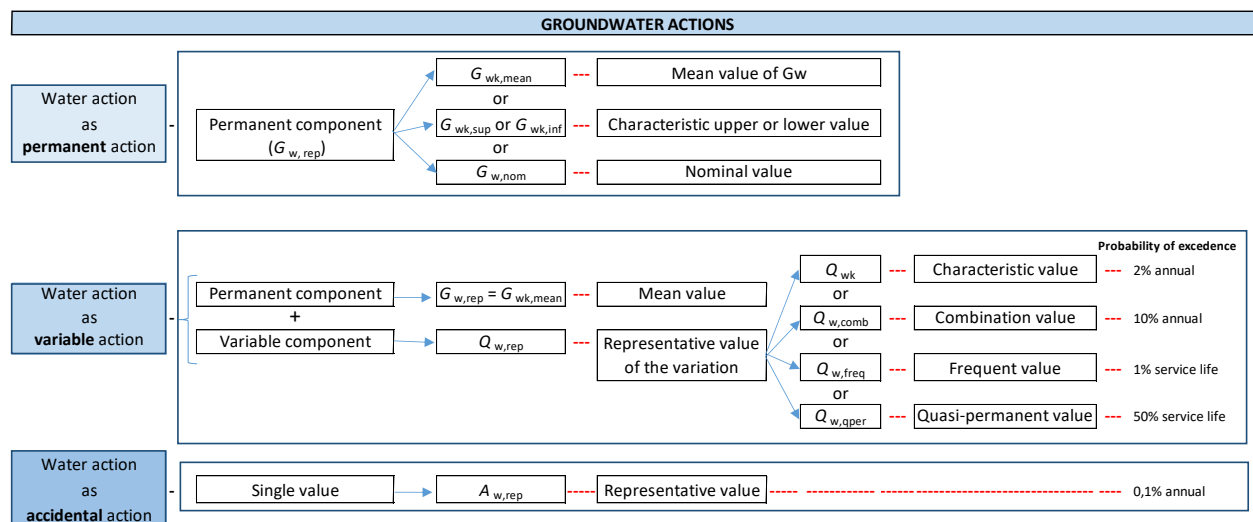 GROUNDWATER ACTIONS
Water action
as
permanent action
-
Permanent component
(G w, rep)
G wk,mean
---
Mean value of Gw
or
G wk,sup or G wk,inf
---
Characteristic upper or lower value
or
G w,nom
---
Nominal value
Probability of excedence
Water action
as
variable action
-
Permanent component
G w,rep = G wk,mean
---
Mean value
+
Variable component
Q w,rep
---
Representative value
of the variation
Q wk
---
Characteristic value
---
2% annual
or
Q w,comb
---
Combination value
---
10% annual
or
Q w,freq
---
Frequent value
---
1% service life
or
Q w,qper
---
Quasi-permanent value
---
50% service life
Water action
as
accidental action
-
Single value
A w,rep
Representative value
0,1% annual